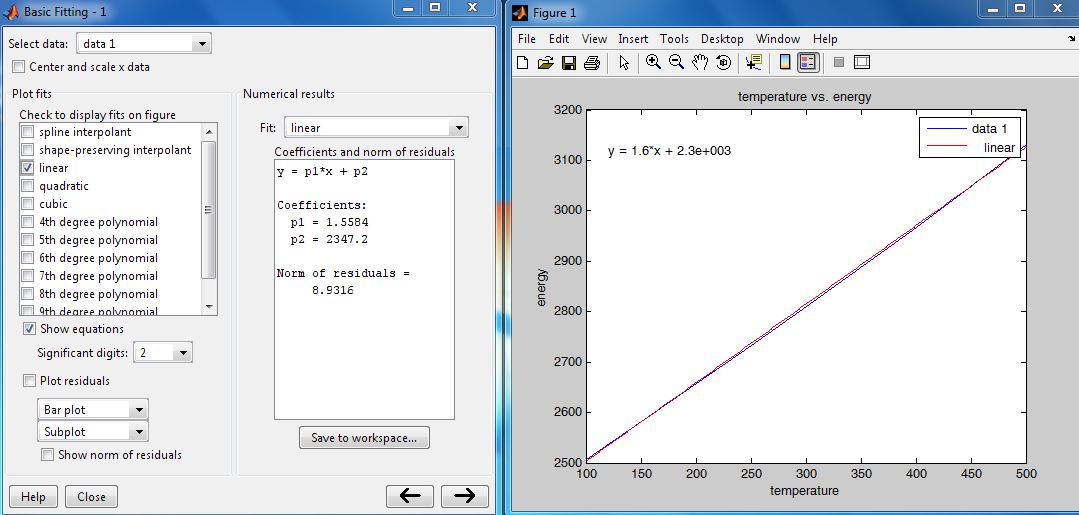 Basic Fitting - 1
Select data: data 1
Center and scale x data
Plot fits
Check to display fits on figure
spline interpolant
shape-preserving interpolant
linear
quadratic
cubic
4th degree polynomial
5th degree polynomial
6th degree polynomial
7th degree polynomial
8th degree polynomial
9th degree polynomial
Show equations
Significant digits: 2
Plot residuals
Bar plot
Subplot
Show norm of residuals
Help Close
Numerical results
Fit: linear
Coefficients and norm of residuals
y = p1*x + p2
Coefficients:
p1 = 1.5584
p2 = 2347.2
Norm of residuals =
8.9316
Save to workspace...
Figure 1
File Edit View Insert Tools Desktop Window Help
temperature vs. energy
y = 1.6*x + 2.3e+003
data 1
linear
3200
3100
3000
2900
2800
2700
2600
2500
energy
100 150 200 250 300 350 400 450 500
temperature